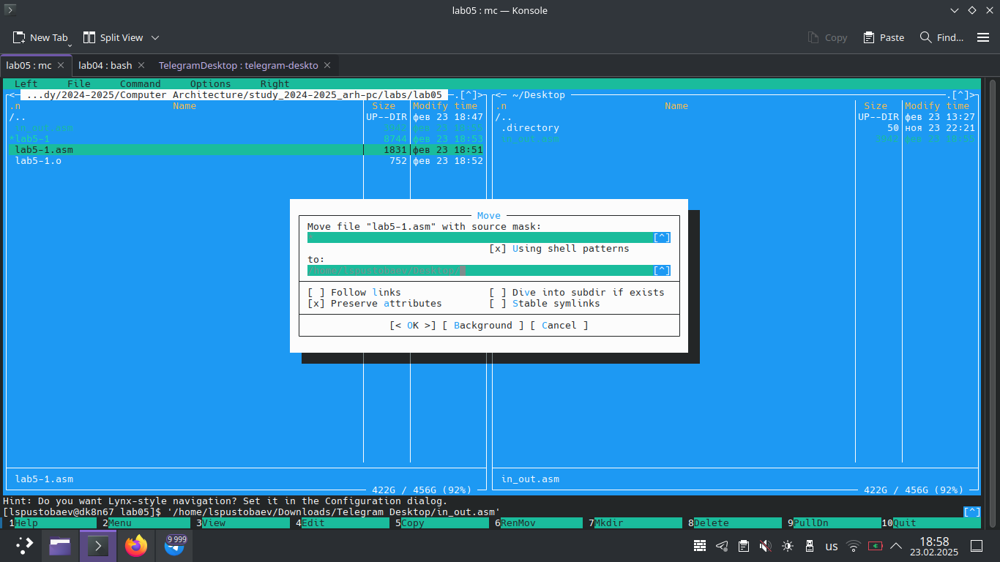 lab05 : mc — Konsole
New Tab Split View Copy Paste Find...
lab05 : mc lab04 : bash TelegramDesktop : telegram-deskto
Left File Command Options Right
<─ ...dy/2024-2025/Computer Architecture/study_2024-2025_arh-pc/labs/lab05 ─.[^]> <─ ~/Desktop ─.[^]>
.n Name Size Modify time .n Name Size Modify time
/.. UP--DIR фев 23 18:47 /.. UP--DIR фев 23 13:27
in_out.asm 3942 фев 23 18:55 .directory 50 ноя 23 22:21
*lab5-1 8744 фев 23 18:53 in_out.asm 3942 фев 23 18:55
lab5-1.asm 1831 фев 23 18:51
lab5-1.o 752 фев 23 18:52
Move
Move file "lab5-1.asm" with source mask:
* [^]
[x] Using shell patterns
to:
/home/lspustobaev/Desktop/ [^]
[ ] Follow links [ ] Dive into subdir if exists
[x] Preserve attributes [ ] Stable symlinks
[< OK >] [ Background ] [ Cancel ]
lab5-1.asm in_out.asm
422G / 456G (92%) 422G / 456G (92%)
Hint: Do you want Lynx-style navigation? Set it in the Configuration dialog.
[lspustobaev@dk8n67 lab05]$ '/home/lspustobaev/Downloads/Telegram Desktop/in_out.asm' [^]
1Help 2Menu 3View 4Edit 5Copy 6RenMov 7Mkdir 8Delete 9PullDn 10Quit
9 999
us
18:58
23.02.2025